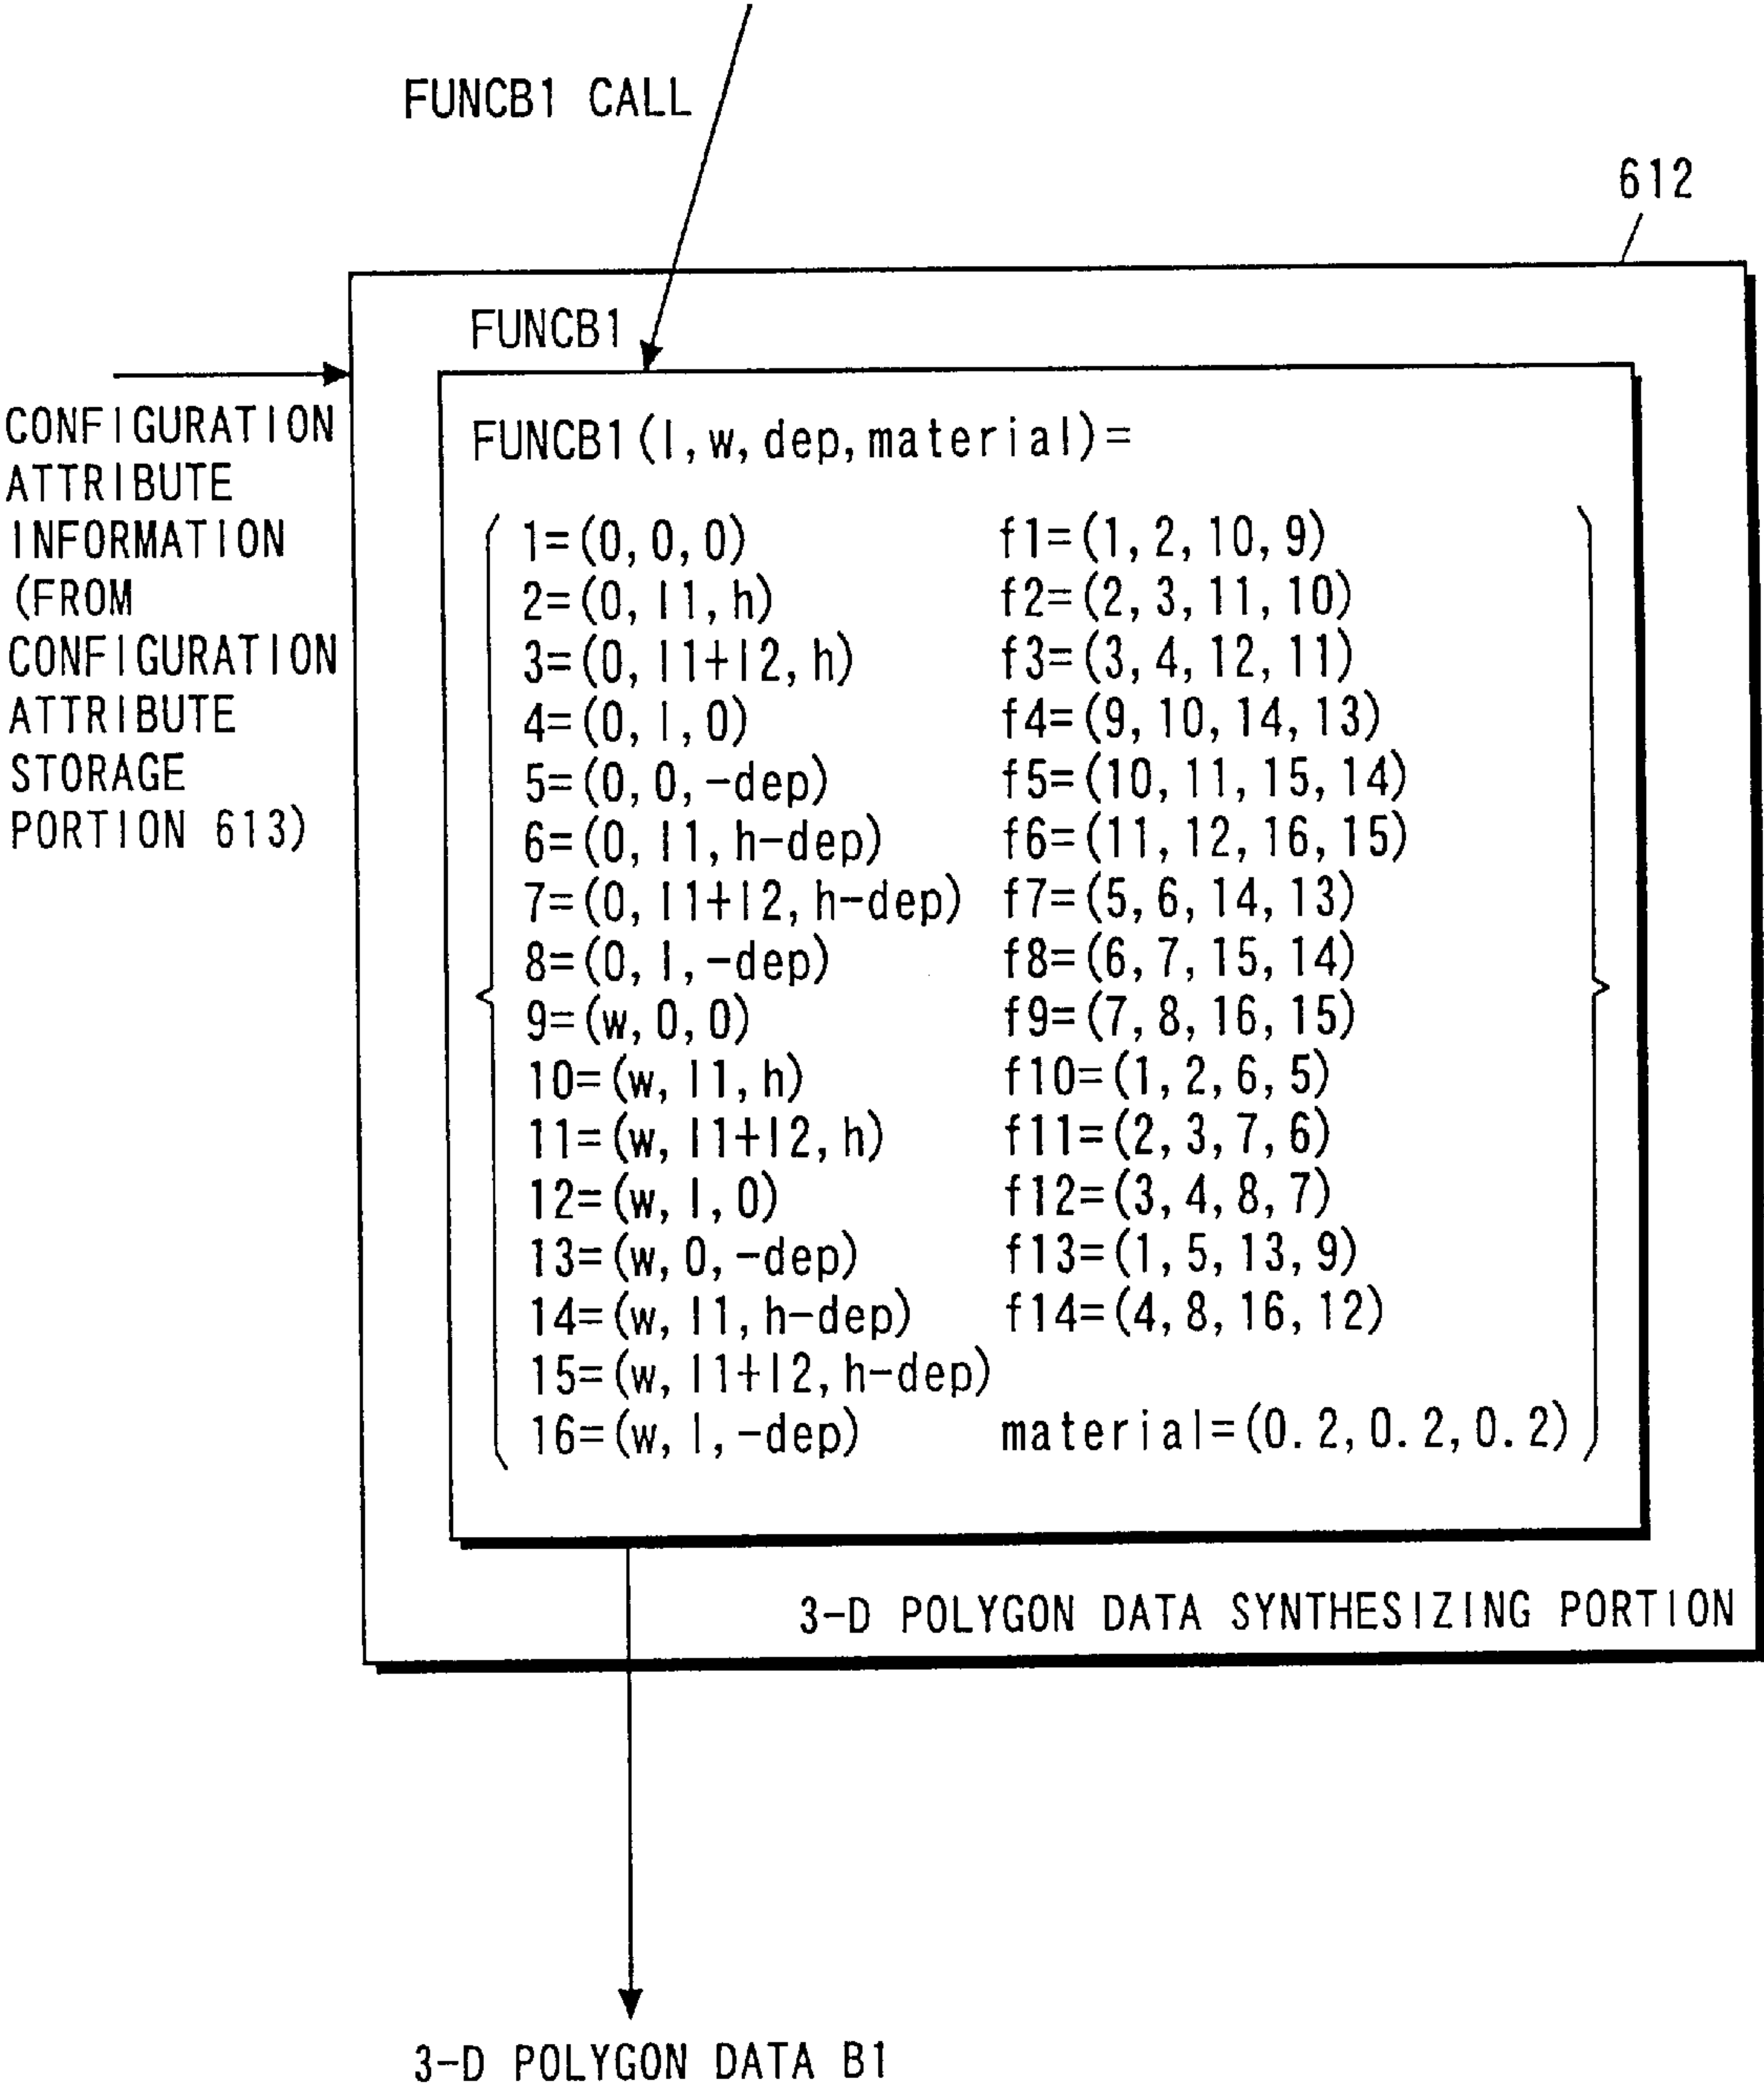 FUNCB1 CALL
612
FUNCB1
CONFIGURATION
ATTRIBUTE
INFORMATION
(FROM
CONFIGURATION
ATTRIBUTE
STORAGE
PORTION 613)
FUNCB1(l,w,dep,material)=
1=(0,0,0)
2=(0,l1,h)
3=(0,l1+l2,h)
4=(0,l,0)
5=(0,0,-dep)
6=(0,l1,h-dep)
7=(0,l1+l2,h-dep)
8=(0,l,-dep)
9=(w,0,0)
10=(w,l1,h)
11=(w,l1+l2,h)
12=(w,l,0)
13=(w,0,-dep)
14=(w,l1,h-dep)
15=(w,l1+l2,h-dep)
16=(w,l,-dep)
f1=(1,2,10,9)
f2=(2,3,11,10)
f3=(3,4,12,11)
f4=(9,10,14,13)
f5=(10,11,15,14)
f6=(11,12,16,15)
f7=(5,6,14,13)
f8=(6,7,15,14)
f9=(7,8,16,15)
f10=(1,2,6,5)
f11=(2,3,7,6)
f12=(3,4,8,7)
f13=(1,5,13,9)
f14=(4,8,16,12)
material=(0.2,0.2,0.2)
3-D POLYGON DATA SYNTHESIZING PORTION
3-D POLYGON DATA B1